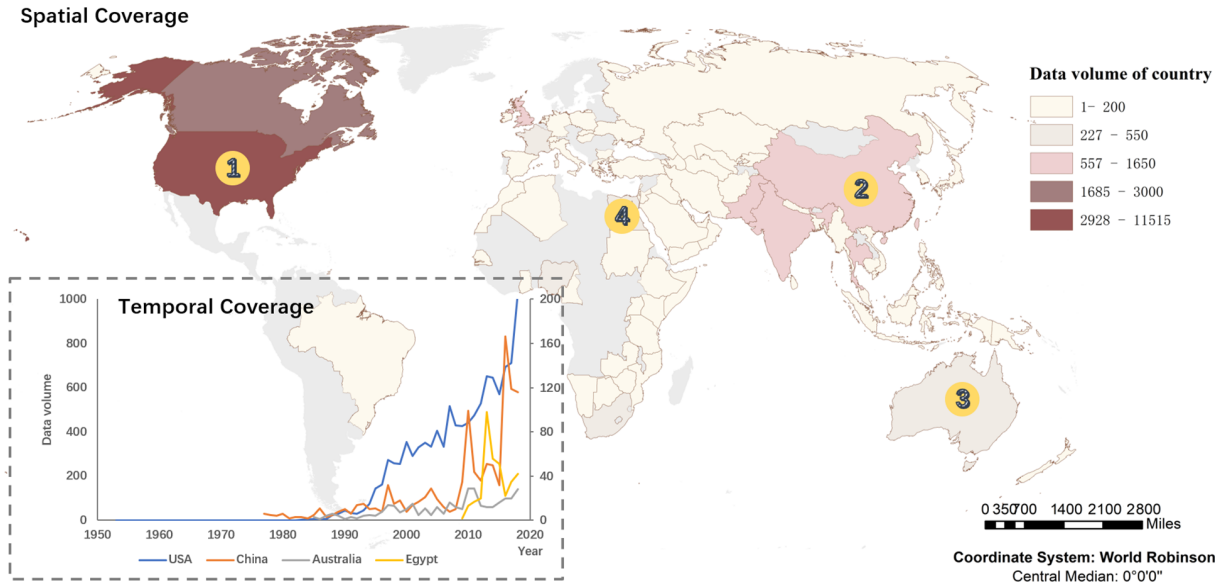 Spatial Coverage
Data volume of country
1- 200
227 - 550
557 - 1650
1685 - 3000
2928 - 11515
1
2
4
3
Temporal Coverage
1000
800
600
400
200
0
Data volume
200
160
120
80
40
0
1950 1960 1970 1980 1990 2000 2010 2020
Year
USA China Australia Egypt
0 350700 1400 2100 2800
Miles
Coordinate System: World Robinson
Central Median: 0°0'0"